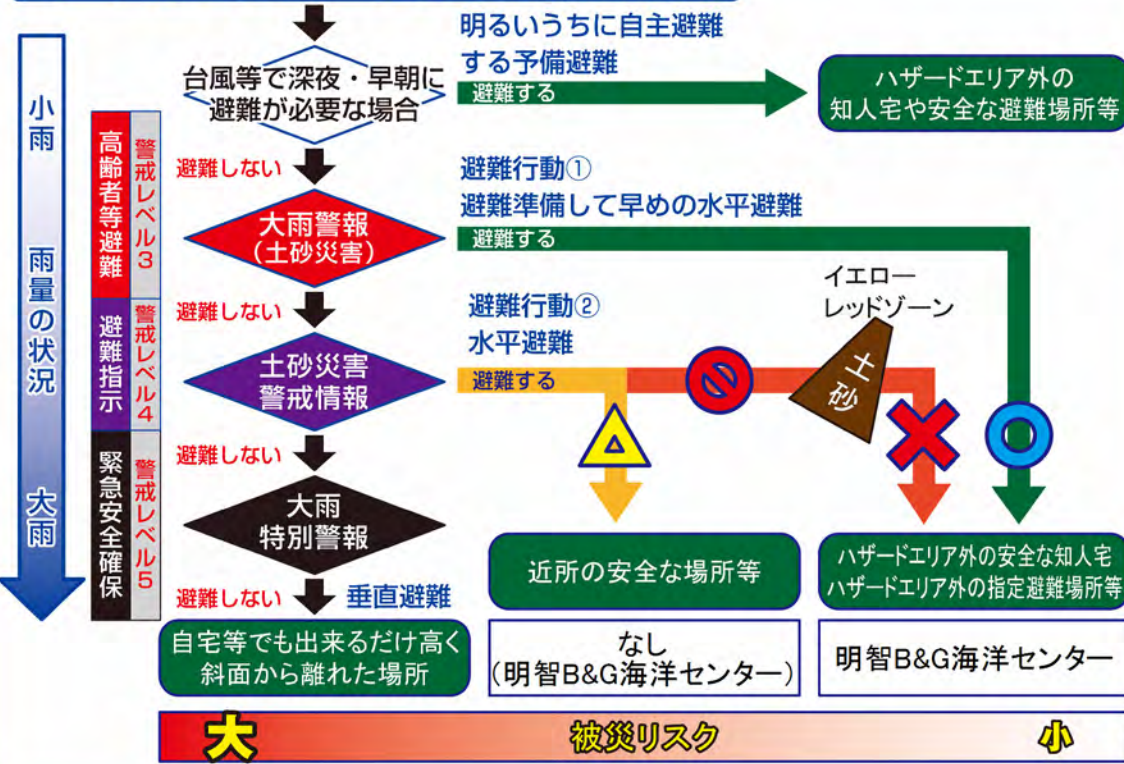 明るいうちに自主避難
する予備避難
台風等で深夜・早朝に
避難が必要な場合
避難する
ハザードエリア外の
知人宅や安全な避難場所等
小雨
雨量の状況
大雨
高齢者等避難
警戒レベル3
避難しない
避難行動①
避難準備して早めの水平避難
大雨警報
(土砂災害)
避難する
避難指示
警戒レベル4
避難しない
避難行動②
水平避難
イエロー
レッドゾーン
土砂災害
警戒情報
避難する
土砂
緊急安全確保
警戒レベル5
避難しない
大雨
特別警報
避難しない
垂直避難
近所の安全な場所等
ハザードエリア外の安全な知人宅
ハザードエリア外の指定避難場所等
自宅等でも出来るだけ高く
斜面から離れた場所
なし
(明智B&G海洋センター)
明智B&G海洋センター
大
被災リスク
小